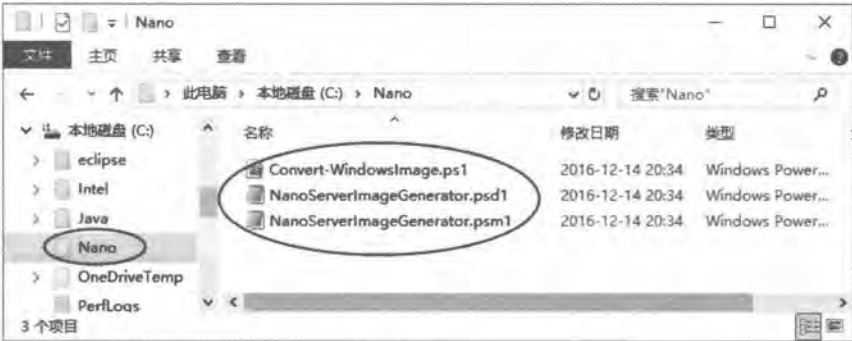 Nano
文件 主页 共享 查看
此电脑 › 本地磁盘 (C:) › Nano 搜索"Nano"
本地磁盘 (C:)
eclipse
Intel
Java
Nano
OneDriveTemp
PerfLogs
名称 修改日期 类型
Convert-WindowsImage.ps1 2016-12-14 20:34 Windows Power...
NanoServerImageGenerator.psd1 2016-12-14 20:34 Windows Power...
NanoServerImageGenerator.psm1 2016-12-14 20:34 Windows Power...
3 个项目